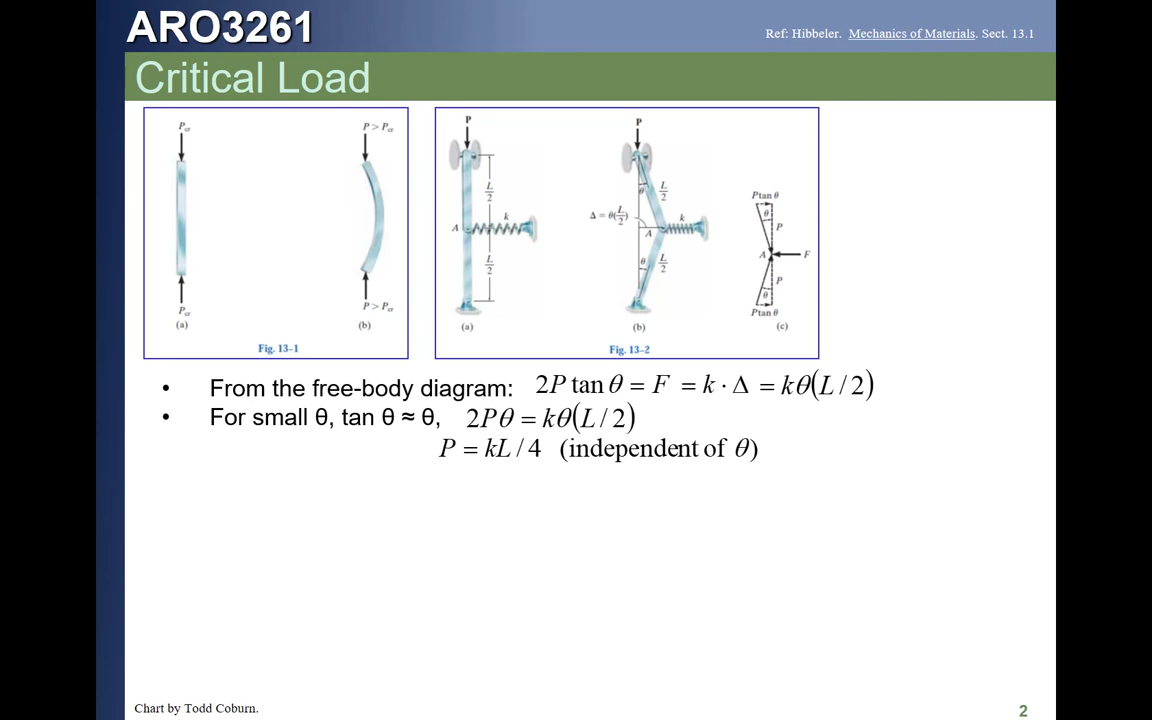 ARO3261
Ref: Hibbeler. Mechanics of Materials. Sect. 13.1
Critical Load
P_cr
P > P_cr
P_cr
P > P_cr
(a)
(b)
Fig. 13–1
P
L/2
A
k
L/2
(a)
P
θ
L/2
Δ = θ(L/2)
k
A
θ
L/2
(b)
P tan θ
θ
P
A
F
P
θ
P tan θ
(c)
Fig. 13–2
• From the free-body diagram: 2P tan θ = F = k · Δ = kθ(L / 2)
• For small θ, tan θ ≈ θ, 2Pθ = kθ(L / 2)
P = kL / 4 (independent of θ)
Chart by Todd Coburn.
2